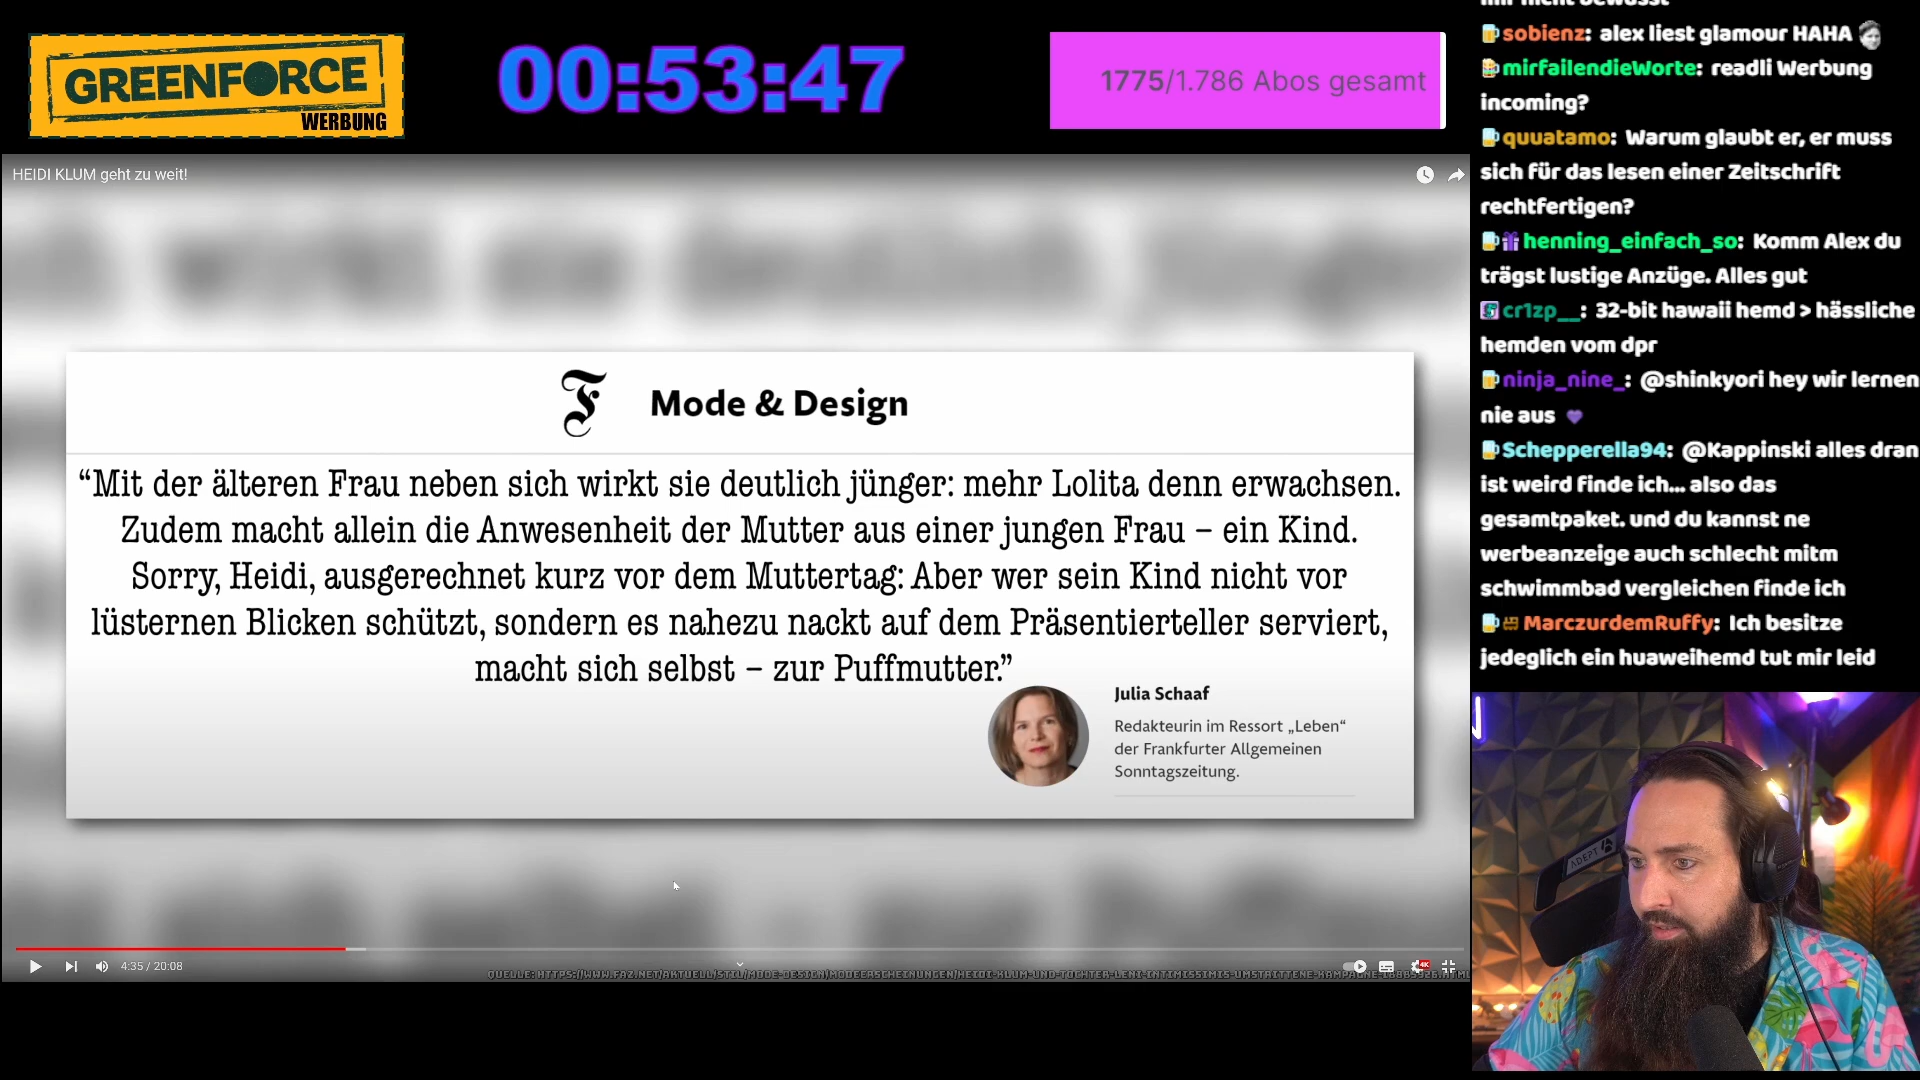 GREENFORCE
WERBUNG
00:53:47
1775/1.786 Abos gesamt
HEIDI KLUM geht zu weit!
F Mode & Design
“Mit der älteren Frau neben sich wirkt sie deutlich jünger: mehr Lolita denn erwachsen.
Zudem macht allein die Anwesenheit der Mutter aus einer jungen Frau – ein Kind.
Sorry, Heidi, ausgerechnet kurz vor dem Muttertag: Aber wer sein Kind nicht vor
lüsternen Blicken schützt, sondern es nahezu nackt auf dem Präsentierteller serviert,
macht sich selbst – zur Puffmutter.”
Julia Schaaf
Redakteurin im Ressort „Leben“
der Frankfurter Allgemeinen
Sonntagszeitung.
4:35 / 20:08
4K
mir nicht bewusst
sobienz: alex liest glamour HAHA
mirfailendieWorte: readli Werbung
incoming?
quuatamo: Warum glaubt er, er muss
sich für das lesen einer Zeitschrift
rechtfertigen?
henning_einfach_so: Komm Alex du
trägst lustige Anzüge. Alles gut
cr1zp__: 32-bit hawaii hemd > hässliche
hemden vom dpr
ninja_nine_: @shinkyori hey wir lernen
nie aus
Schepperella94: @Kappinski alles dran
ist weird finde ich... also das
gesamtpaket. und du kannst ne
werbeanzeige auch schlecht mitm
schwimmbad vergleichen finde ich
MarczurdemRuffy: Ich besitze
jedeglich ein huaweihemd tut mir leid
ADEPT